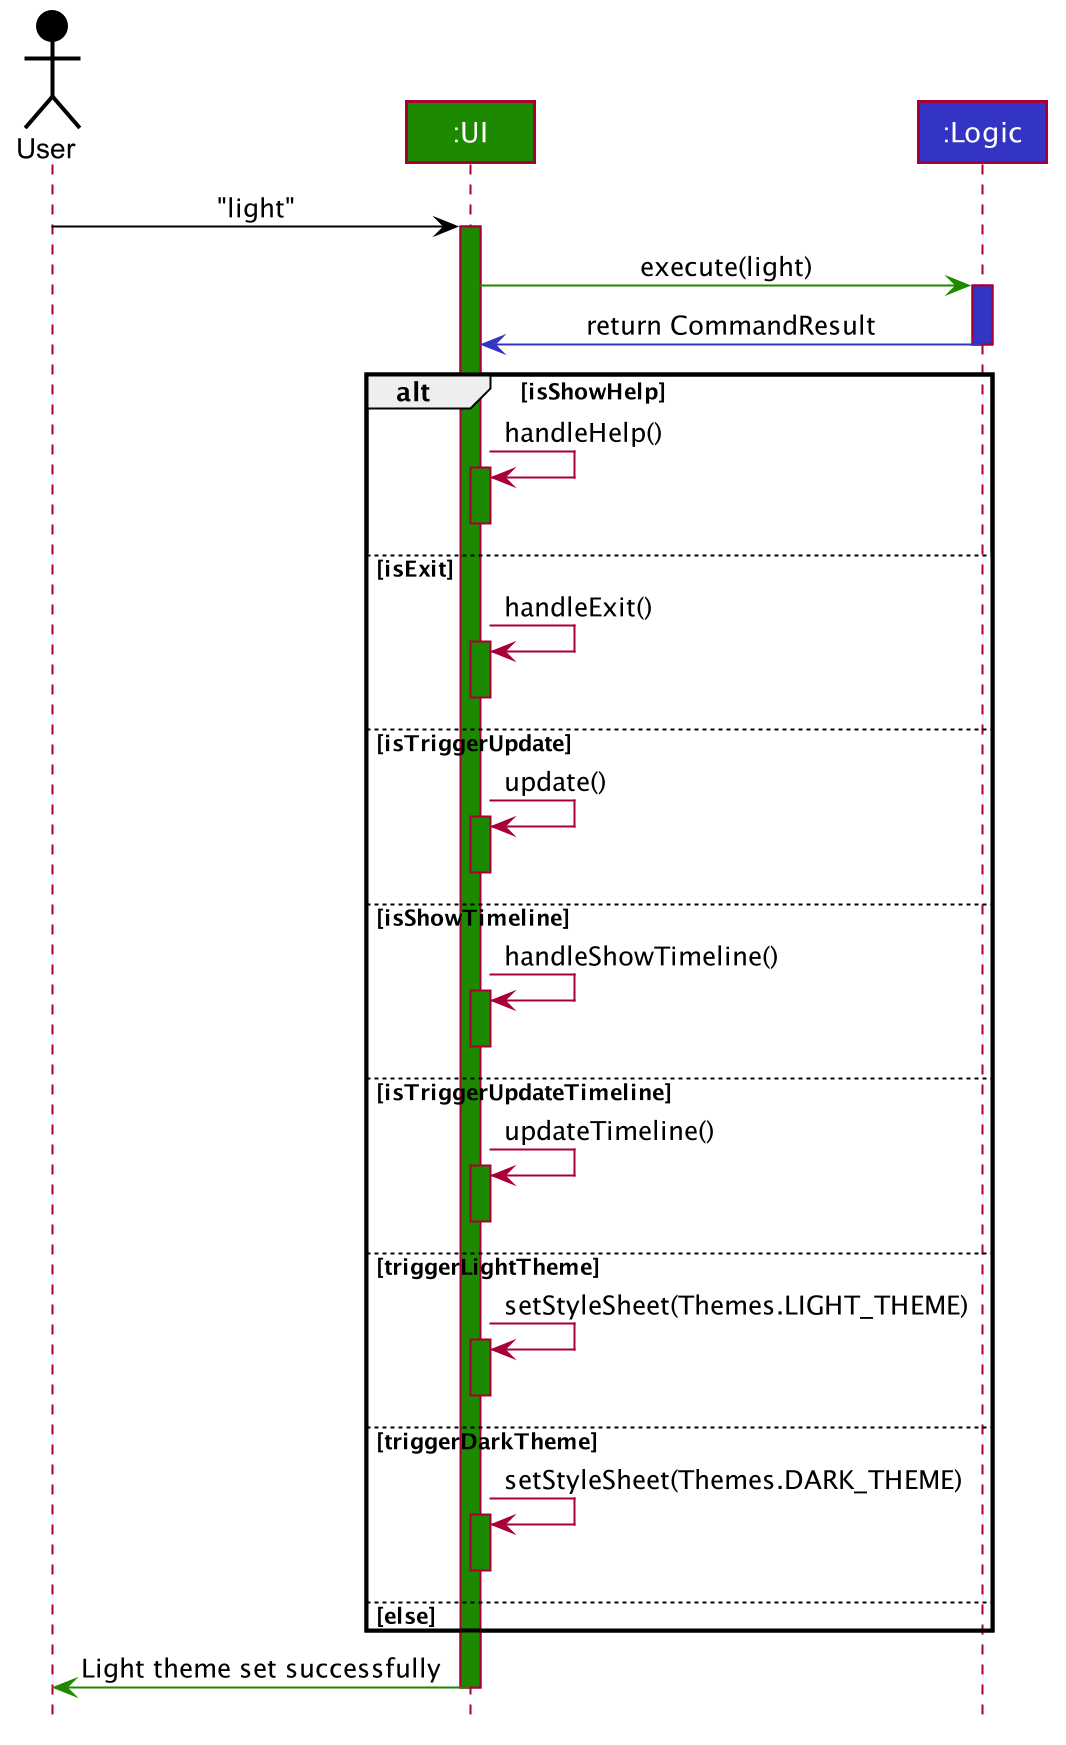 User
:UI
:Logic
"light"
execute(light)
return CommandResult
alt
[isShowHelp]
handleHelp()
[isExit]
handleExit()
[isTriggerUpdate]
update()
[isShowTimeline]
handleShowTimeline()
[isTriggerUpdateTimeline]
updateTimeline()
[triggerLightTheme]
setStyleSheet(Themes.LIGHT_THEME)
[triggerDarkTheme]
setStyleSheet(Themes.DARK_THEME)
[else]
Light theme set successfully